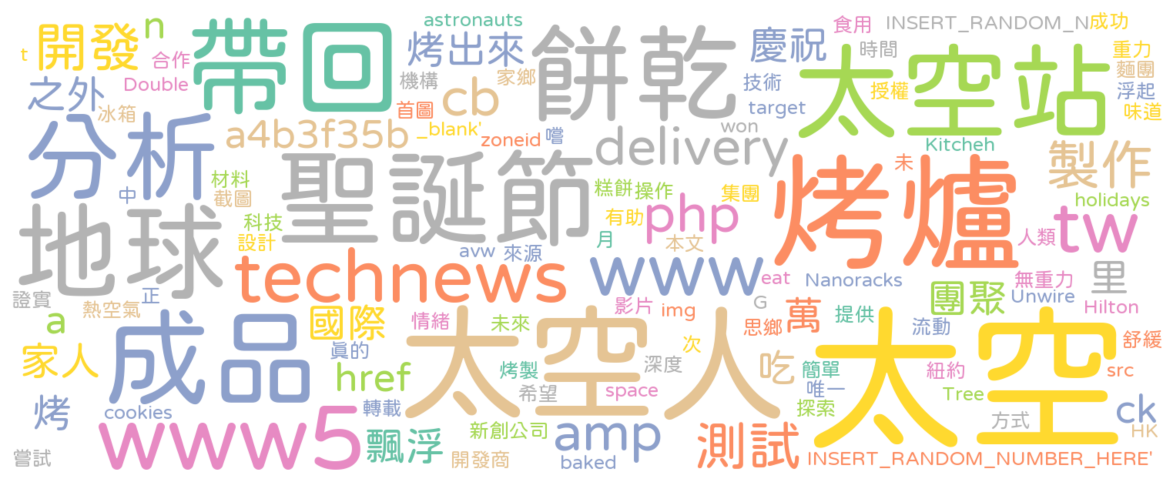 astronauts
食用
INSERT_RANDOM_N
成功
n
開發
帶回
烤出來
餅乾
慶祝
時間
太空站
重力
t
合作
機構
家鄉
技術
麵團
之外
Double
cb
授權
浮起
冰箱
首圖
target
味道
分析
a4b3f35b
_blank'
zoneid
嚐
won
delivery
Kitcheh
聖誕節
烤爐
未
製作
中
材料
截圖
糕餅
操作
集團
holidays
地球
科技
有助
php
tw
設計
月
本文
人類
avw
來源
technews
www
eat
Nanoracks
無重力
里
證實
正
熱空氣
影片
img
G
團聚
Unwire
Hilton
a
成品
國際
情緒
未來
太空人
思鄉
萬
提供
流動
太空
舒緩
家人
真的
href
烤製
次
深度
吃
簡單
紐約
src
希望
space
唯一
Tree
烤
cookies
轉載
探索
方式
ck
www5
飄浮
新創公司
amp
測試
HK
嘗試
開發商
baked
INSERT_RANDOM_NUMBER_HERE'